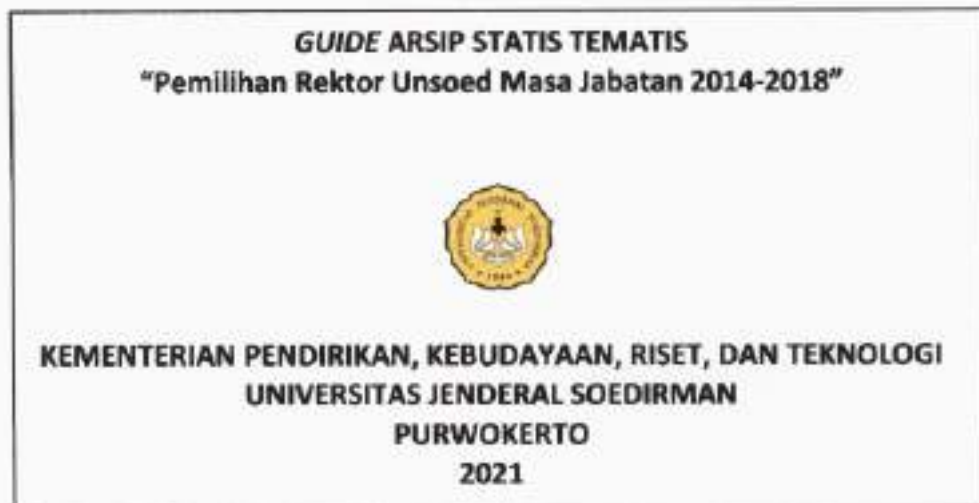 GUIDE ARSIP STATIS TEMATIS
"Pemilihan Rektor Unsoed Masa Jabatan 2014-2018"
KEMENTERIAN PENDIRIKAN, KEBUDAYAAN, RISET, DAN TEKNOLOGI
UNIVERSITAS JENDERAL SOEDIRMAN
PURWOKERTO
2021